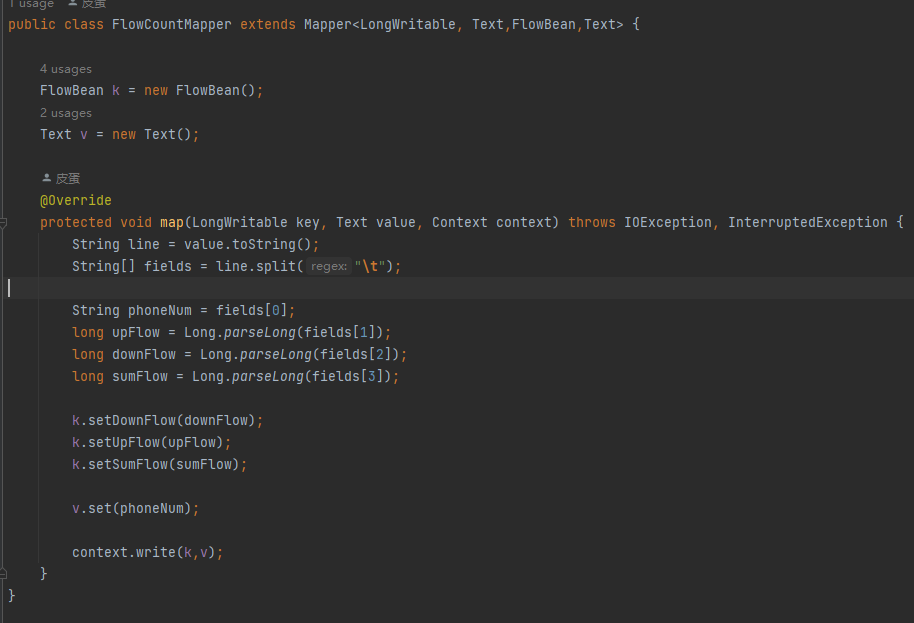 1 usage 皮蛋
public class FlowCountMapper extends Mapper<LongWritable, Text,FlowBean,Text> {
4 usages
FlowBean k = new FlowBean();
2 usages
Text v = new Text();
皮蛋
@Override
protected void map(LongWritable key, Text value, Context context) throws IOException, InterruptedException {
String line = value.toString();
String[] fields = line.split( regex: "\t");
String phoneNum = fields[0];
long upFlow = Long.parseLong(fields[1]);
long downFlow = Long.parseLong(fields[2]);
long sumFlow = Long.parseLong(fields[3]);
k.setDownFlow(downFlow);
k.setUpFlow(upFlow);
k.setSumFlow(sumFlow);
v.set(phoneNum);
context.write(k,v);
}
}